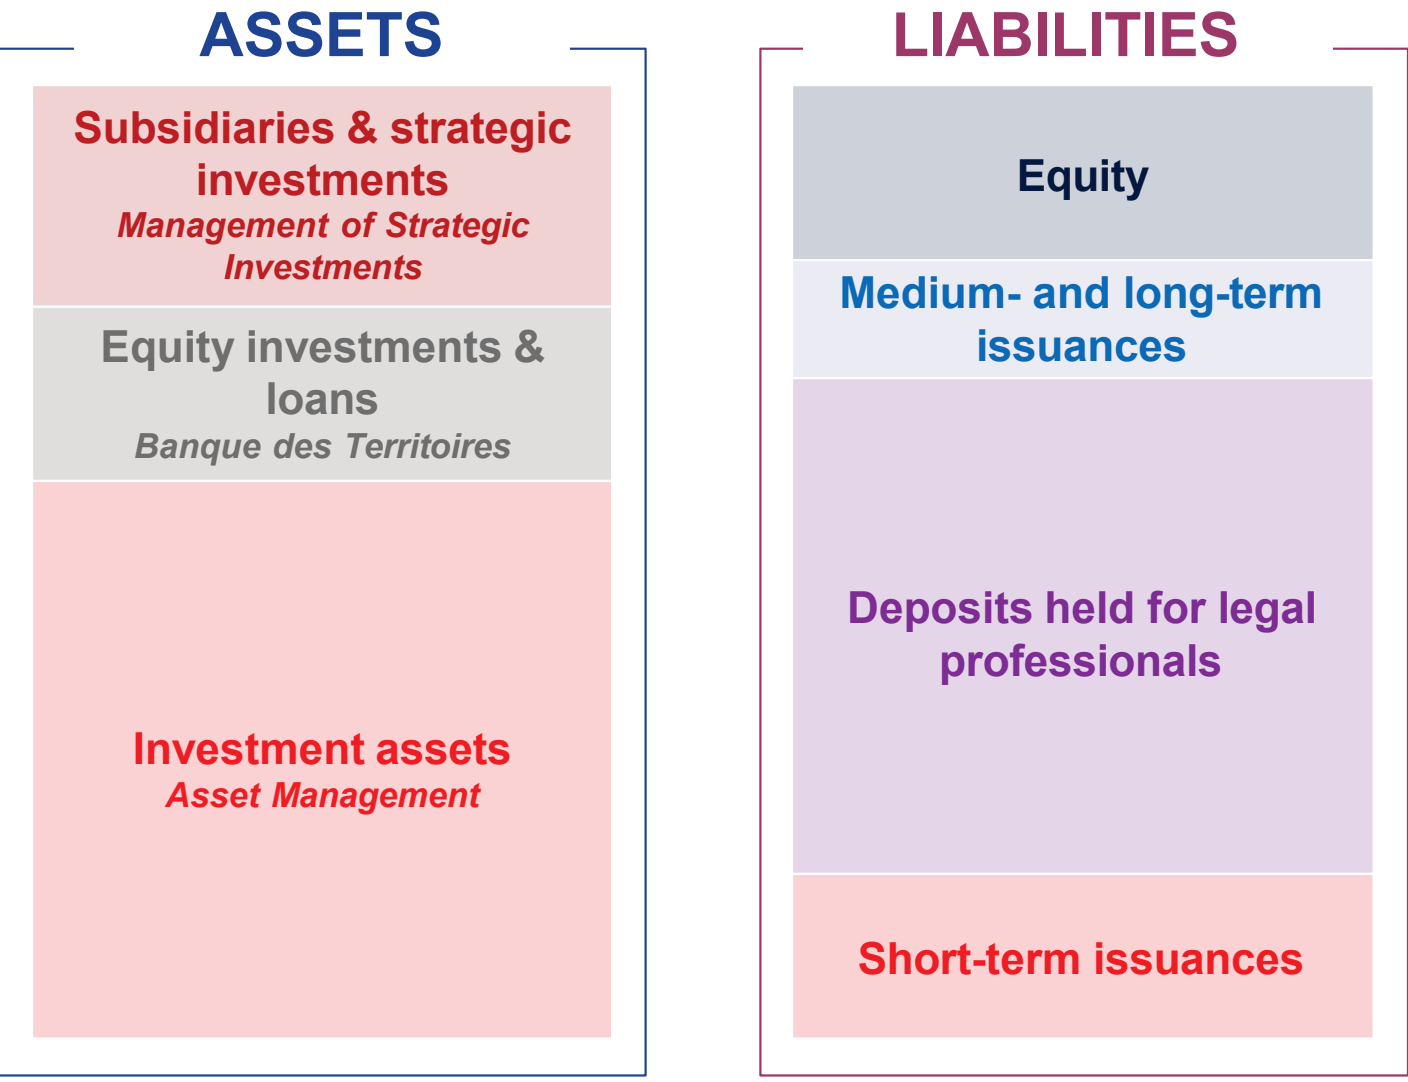 ASSETS
Subsidiaries & strategic
investments
Management of Strategic
Investments
Equity investments &
loans
Banque des Territoires
Investment assets
Asset Management
LIABILITIES
Equity
Medium- and long-term
issuances
Deposits held for legal
professionals
Short-term issuances